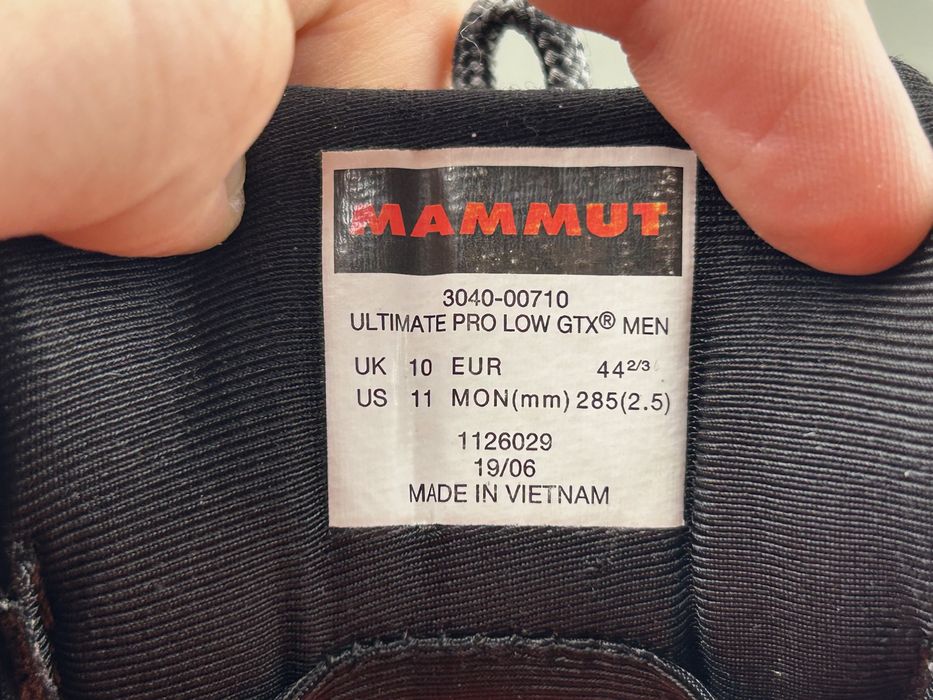 MAMMUT
3040-00710
ULTIMATE PRO LOW GTX® MEN
UK 10 EUR 44 2/3
US 11 MON(mm) 285(2.5)
1126029
19/06
MADE IN VIETNAM